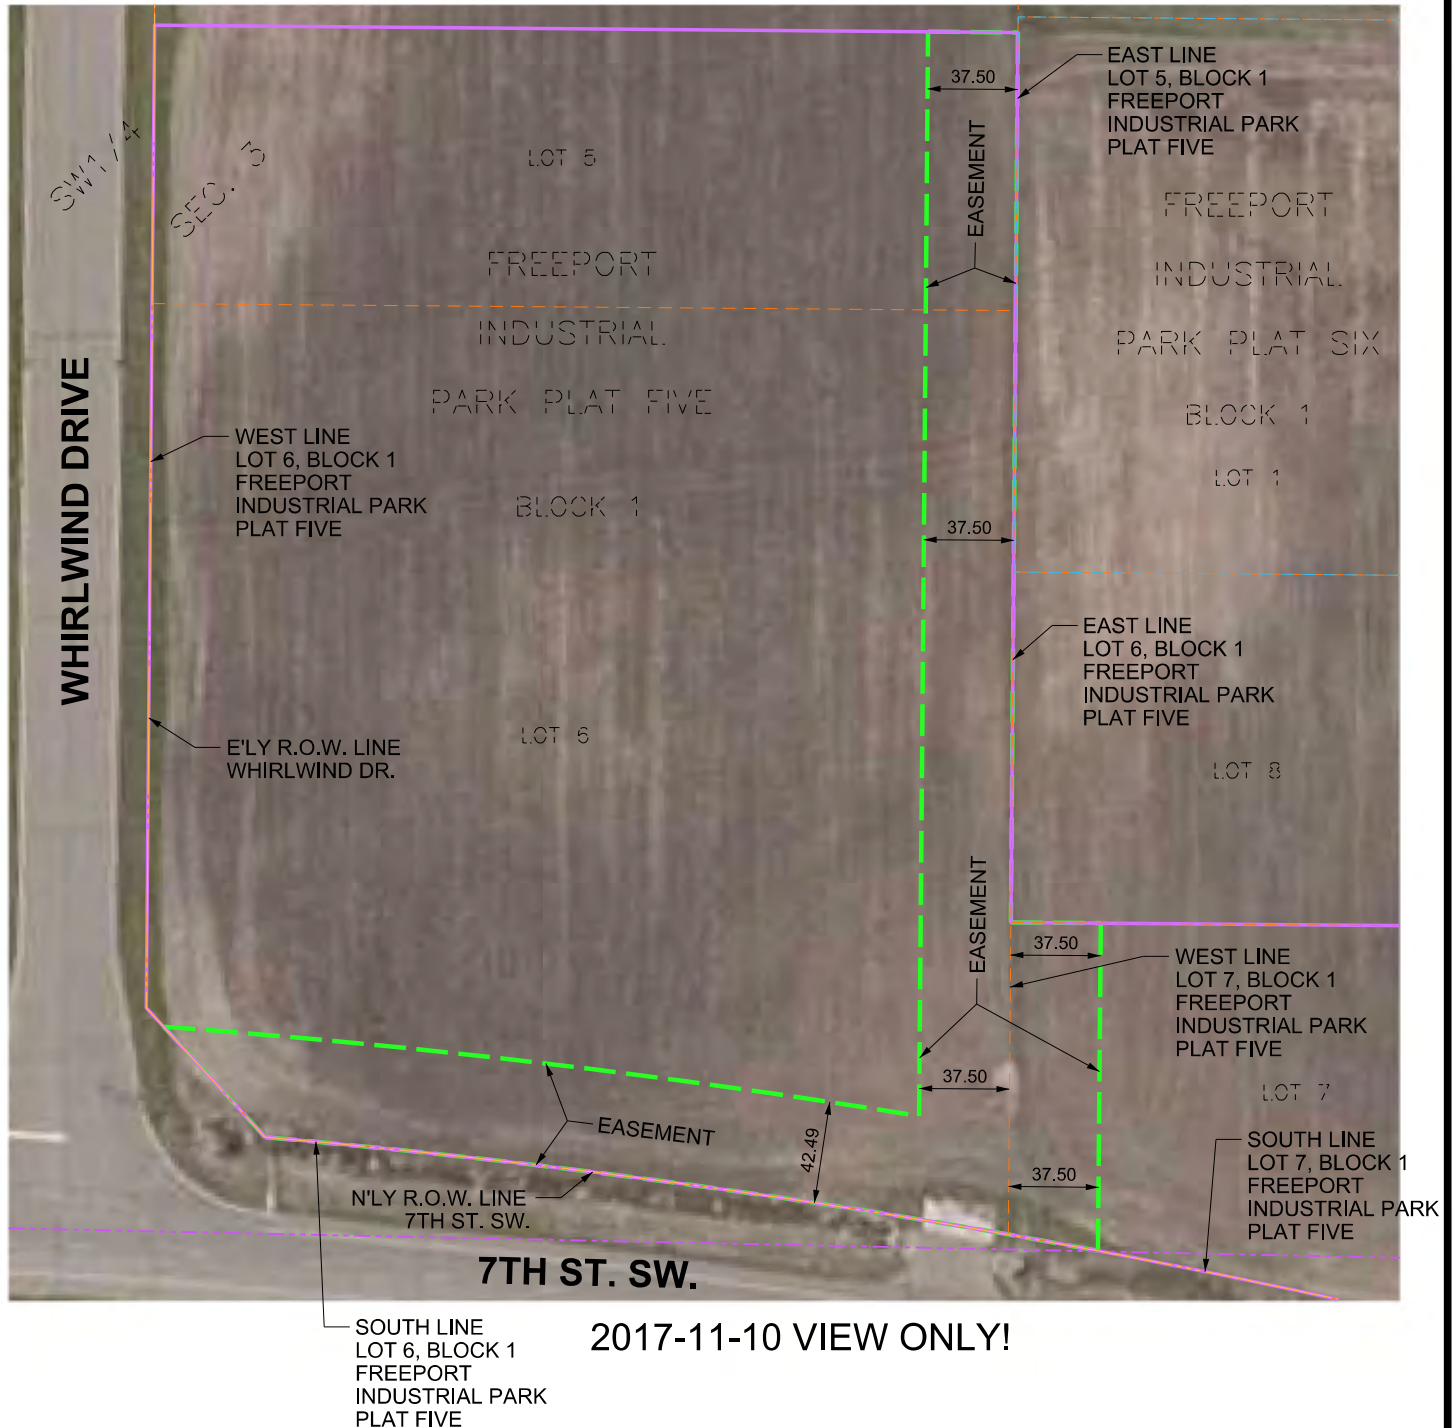 EAST LINE
LOT 5, BLOCK 1
FREEPORT
INDUSTRIAL PARK
PLAT FIVE
37.50
SW1/4
SEC. 5
LOT 5
EASEMENT
FREEPORT
INDUSTRIAL
PARK PLAT SIX
BLOCK 1
LOT 1
FREEPORT
INDUSTRIAL
PARK PLAT FIVE
BLOCK 1
WHIRLWIND DRIVE
WEST LINE
LOT 6, BLOCK 1
FREEPORT
INDUSTRIAL PARK
PLAT FIVE
37.50
EAST LINE
LOT 6, BLOCK 1
FREEPORT
INDUSTRIAL PARK
PLAT FIVE
LOT 6
E'LY R.O.W. LINE
WHIRLWIND DR.
LOT 8
EASEMENT
37.50
WEST LINE
LOT 7, BLOCK 1
FREEPORT
INDUSTRIAL PARK
PLAT FIVE
37.50
LOT 7
EASEMENT
42.49
SOUTH LINE
LOT 7, BLOCK 1
FREEPORT
INDUSTRIAL PARK
PLAT FIVE
37.50
N'LY R.O.W. LINE
7TH ST. SW.
7TH ST. SW.
SOUTH LINE
LOT 6, BLOCK 1
FREEPORT
INDUSTRIAL PARK
PLAT FIVE
2017-11-10 VIEW ONLY!